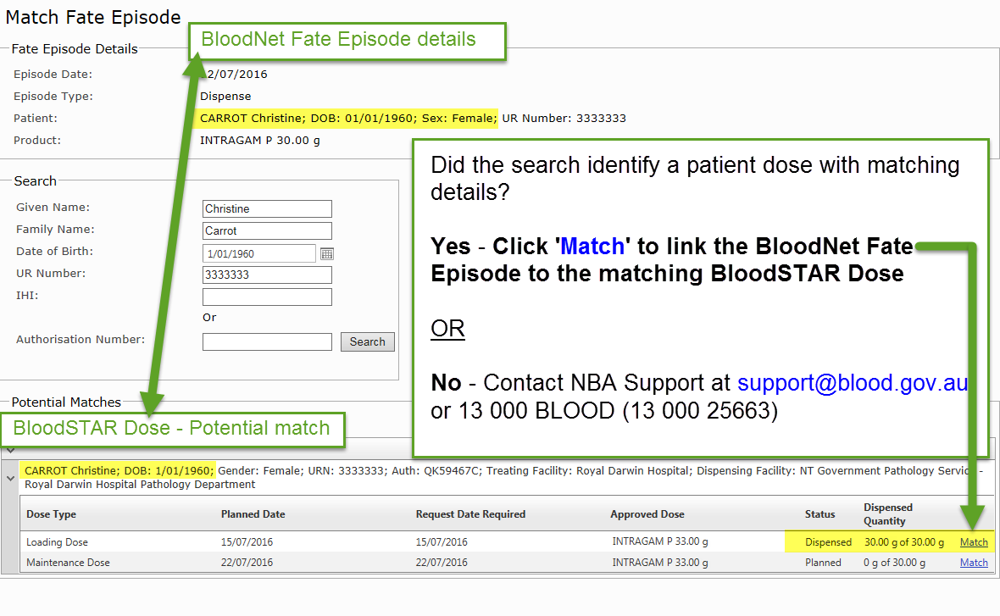 Match Fate Episode
BloodNet Fate Episode details
Fate Episode Details
Episode Date: 2/07/2016
Episode Type: Dispense
Patient: CARROT Christine; DOB: 01/01/1960; Sex: Female; UR Number: 3333333
Product: INTRAGAM P 30.00 g
Did the search identify a patient dose with matching
details?
Yes - Click 'Match' to link the BloodNet Fate
Episode to the matching BloodSTAR Dose
OR
No - Contact NBA Support at support@blood.gov.au
or 13 000 BLOOD (13 000 25663)
Search
Given Name: Christine
Family Name: Carrot
Date of Birth: 1/01/1960
UR Number: 3333333
IHI:
Or
Authorisation Number: Search
Potential Matches
BloodSTAR Dose - Potential match
CARROT Christine; DOB: 1/01/1960; Gender: Female; URN: 3333333; Auth: QK59467C; Treating Facility: Royal Darwin Hospital; Dispensing Facility: NT Government Pathology Servic -
Royal Darwin Hospital Pathology Department
Dose Type Planned Date Request Date Required Approved Dose Status Dispensed Quantity
Loading Dose 15/07/2016 15/07/2016 INTRAGAM P 33.00 g Dispensed 30.00 g of 30.00 g Match
Maintenance Dose 22/07/2016 22/07/2016 INTRAGAM P 33.00 g Planned 0 g of 30.00 g Match